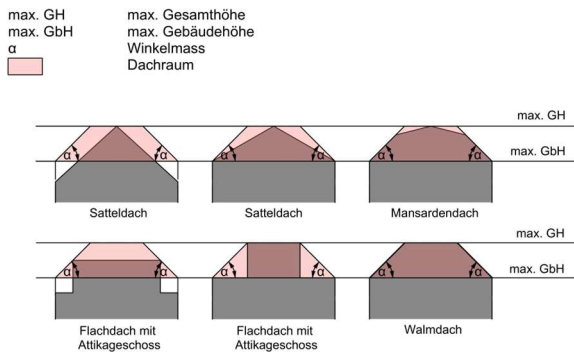 max. GH max. Gesamthöhe
max. GbH max. Gebäudehöhe
α Winkelmass
Dachraum
max. GH
α α α α α α max. GbH
Satteldach Satteldach Mansardendach
max. GH
α α α α α α max. GbH
Flachdach mit Flachdach mit Walmdach
Attikageschoss Attikageschoss